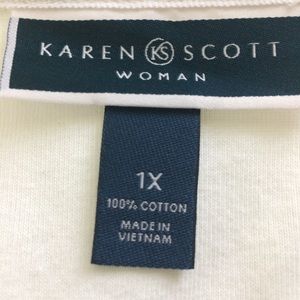 KAREN KS SCOTT
WOMAN
1X
100% COTTON
MADE IN
VIETNAM